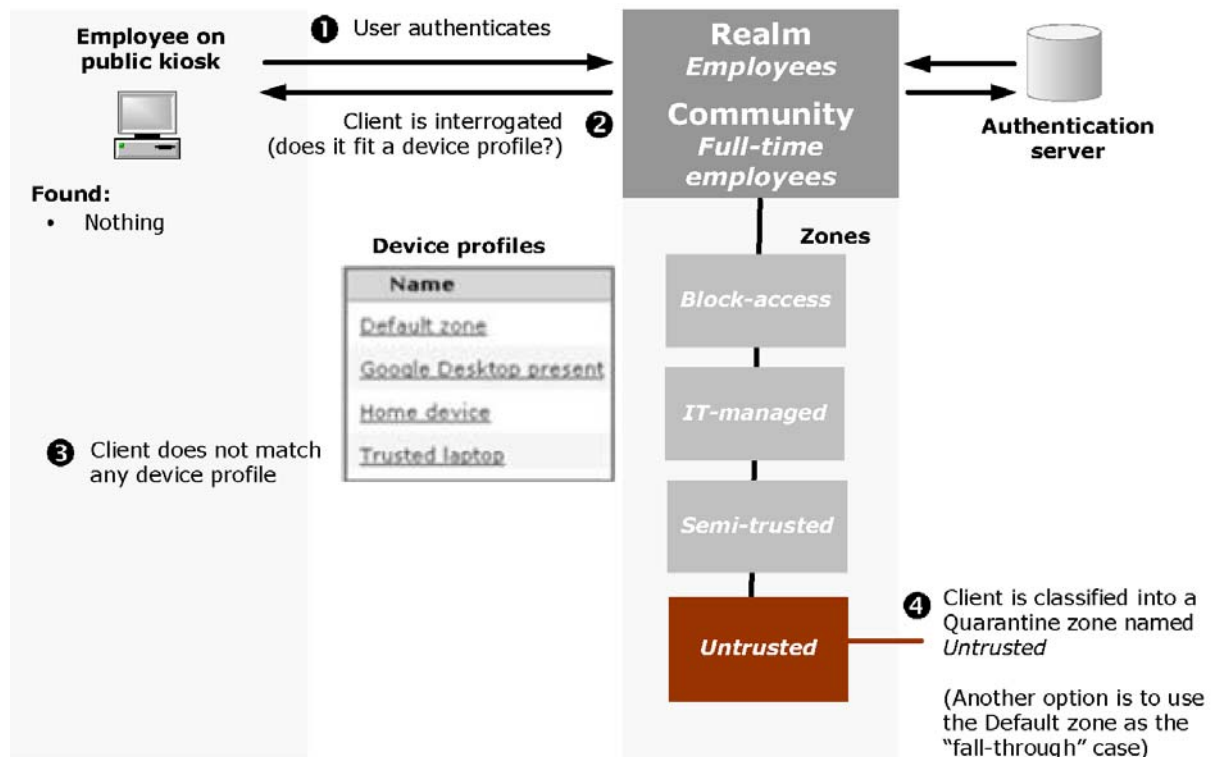 Employee on
public kiosk
❶ User authenticates
Client is interrogated ❷
(does it fit a device profile?)
Realm
Employees
Community
Full-time
employees
Authentication
server
Found:
• Nothing
Device profiles
Name
Default zone
Google Desktop present
Home device
Trusted laptop
❸ Client does not match
any device profile
Zones
Block-access
IT-managed
Semi-trusted
Untrusted
❹ Client is classified into a
Quarantine zone named
Untrusted
(Another option is to use
the Default zone as the
“fall-through” case)